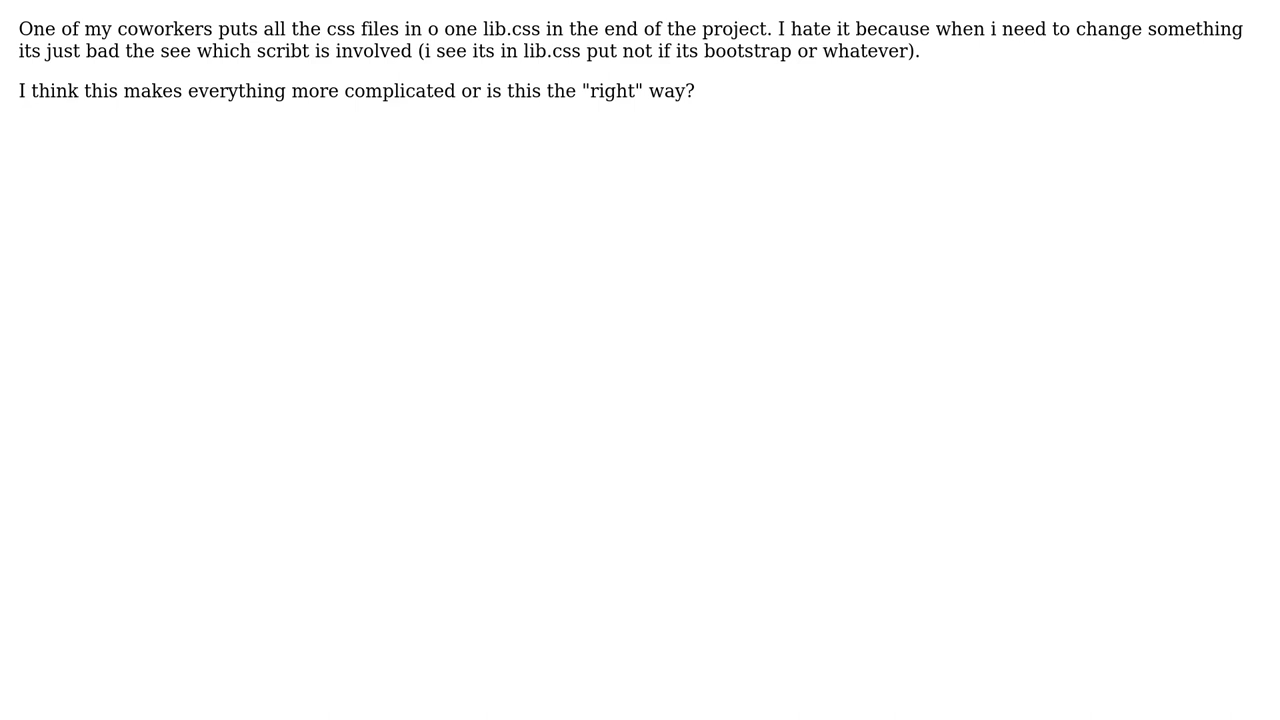 One of my coworkers puts all the css files in o one lib.css in the end of the project. I hate it because when i need to change something
its just bad the see which scribt is involved (i see its in lib.css put not if its bootstrap or whatever).
I think this makes everything more complicated or is this the "right" way?